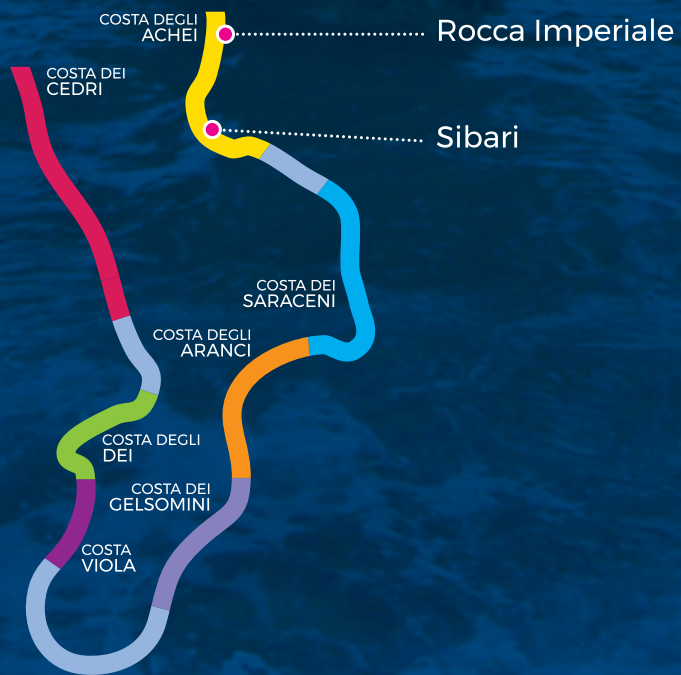 COSTA DEGLI
ACHEI
Rocca Imperiale
COSTA DEI
CEDRI
Sibari
COSTA DEI
SARACENI
COSTA DEGLI
ARANCI
COSTA DEGLI
DEI
COSTA DEI
GELSOMINI
COSTA
VIOLA